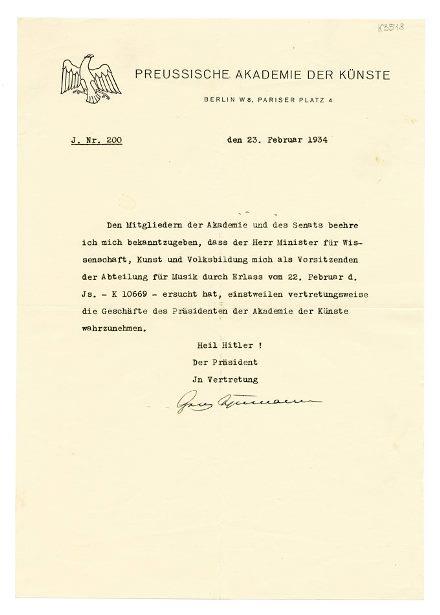 K3518
PREUSSISCHE AKADEMIE DER KÜNSTE
BERLIN W8, PARISER PLATZ 4
J. Nr. 200
den 23. Februar 1934
Den Mitgliedern der Akademie und des Senats beehre
ich mich bekanntzugeben, dass der Herr Minister für Wis-
senschaft, Kunst und Volksbildung mich als Vorsitzenden
der Abteilung für Musik durch Erlass vom 22. Februar d.
Js. - K 10669 - ersucht hat, einstweilen vertretungsweise
die Geschäfte des Präsidenten der Akademie der Künste
wahrzunehmen.
Heil Hitler !
Der Präsident
Jn Vertretung